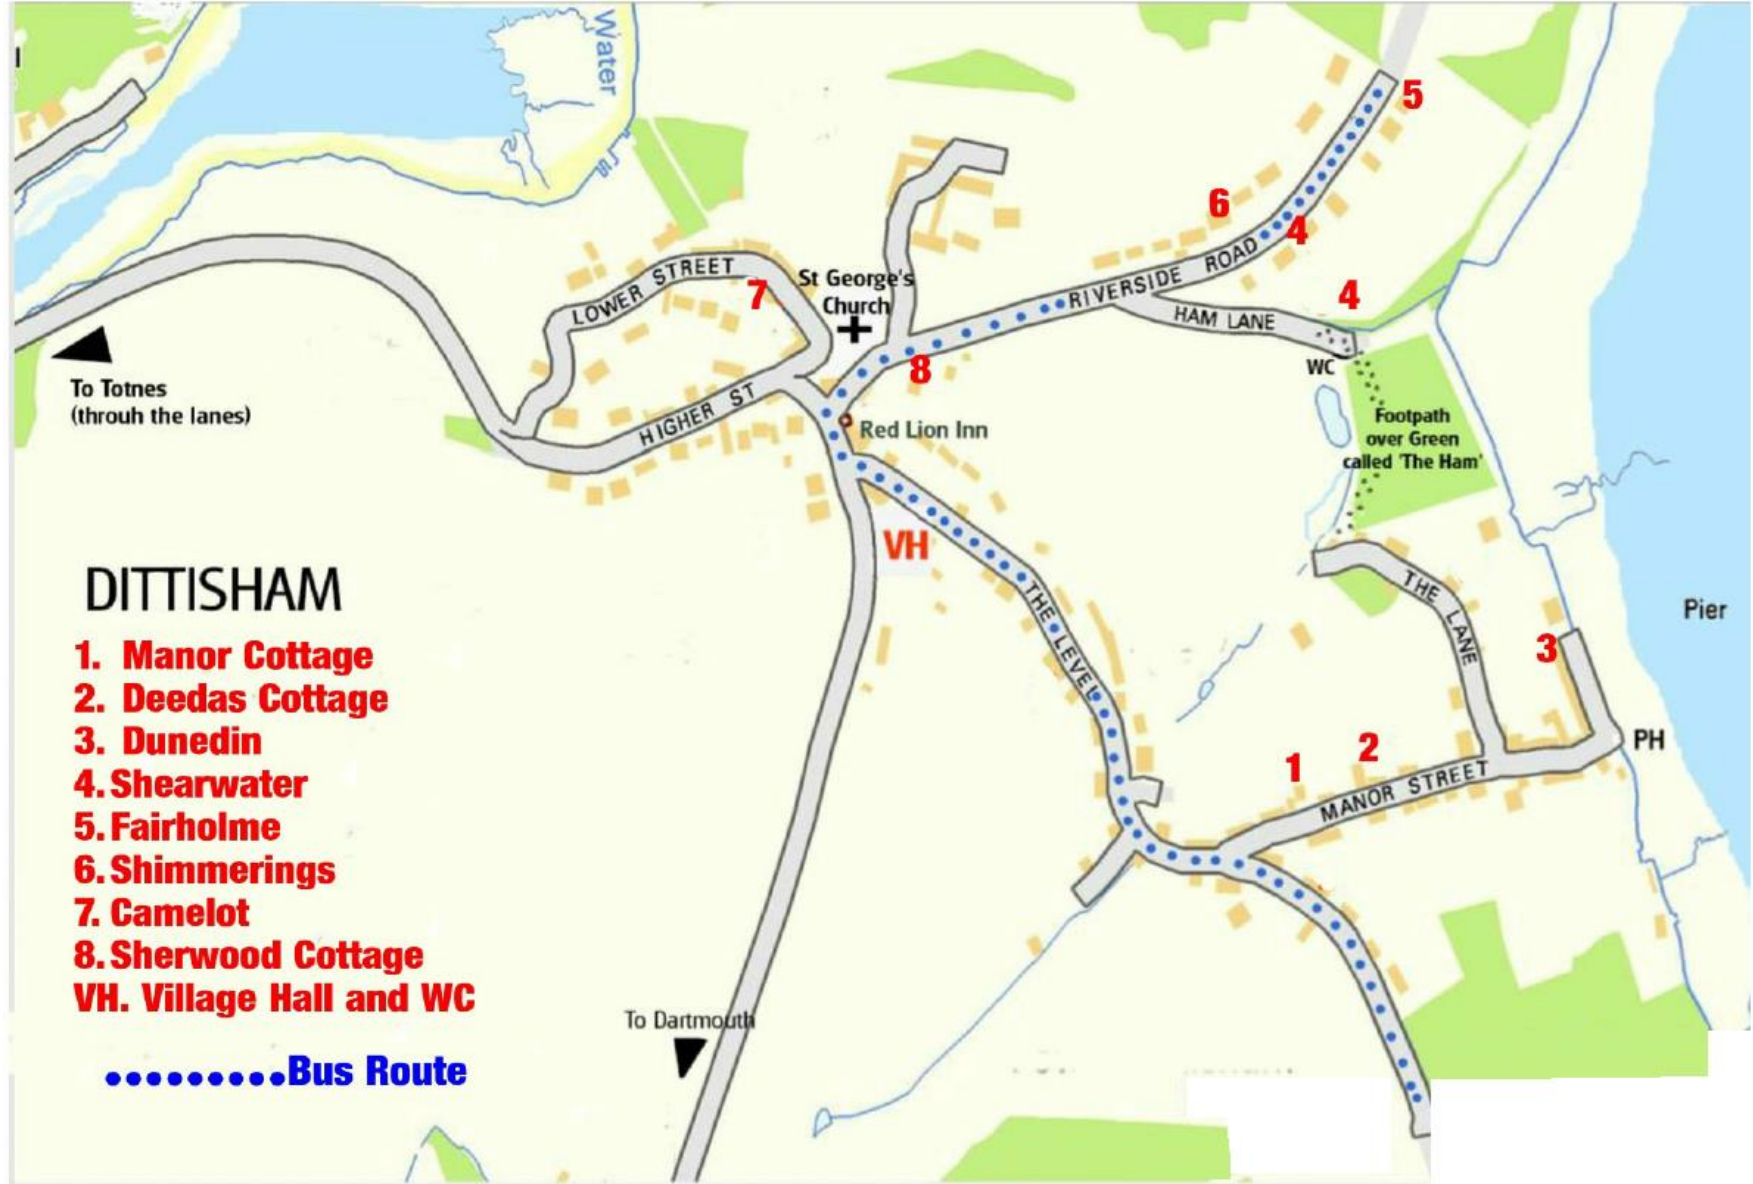 Water
5
6
4
St George's
Church
LOWER STREET
7
RIVERSIDE ROAD
4
HAM LANE
WC
8
To Totnes
(throuh the lanes)
HIGHER ST
Red Lion Inn
Footpath
over Green
called 'The Ham'
VH
THE LEVEL
THE LANE
Pier
3
PH
1
2
MANOR STREET
DITTISHAM
1. Manor Cottage
2. Deedas Cottage
3. Dunedin
4. Shearwater
5. Fairholme
6. Shimmerings
7. Camelot
8. Sherwood Cottage
VH. Village Hall and WC
To Dartmouth
.........Bus Route